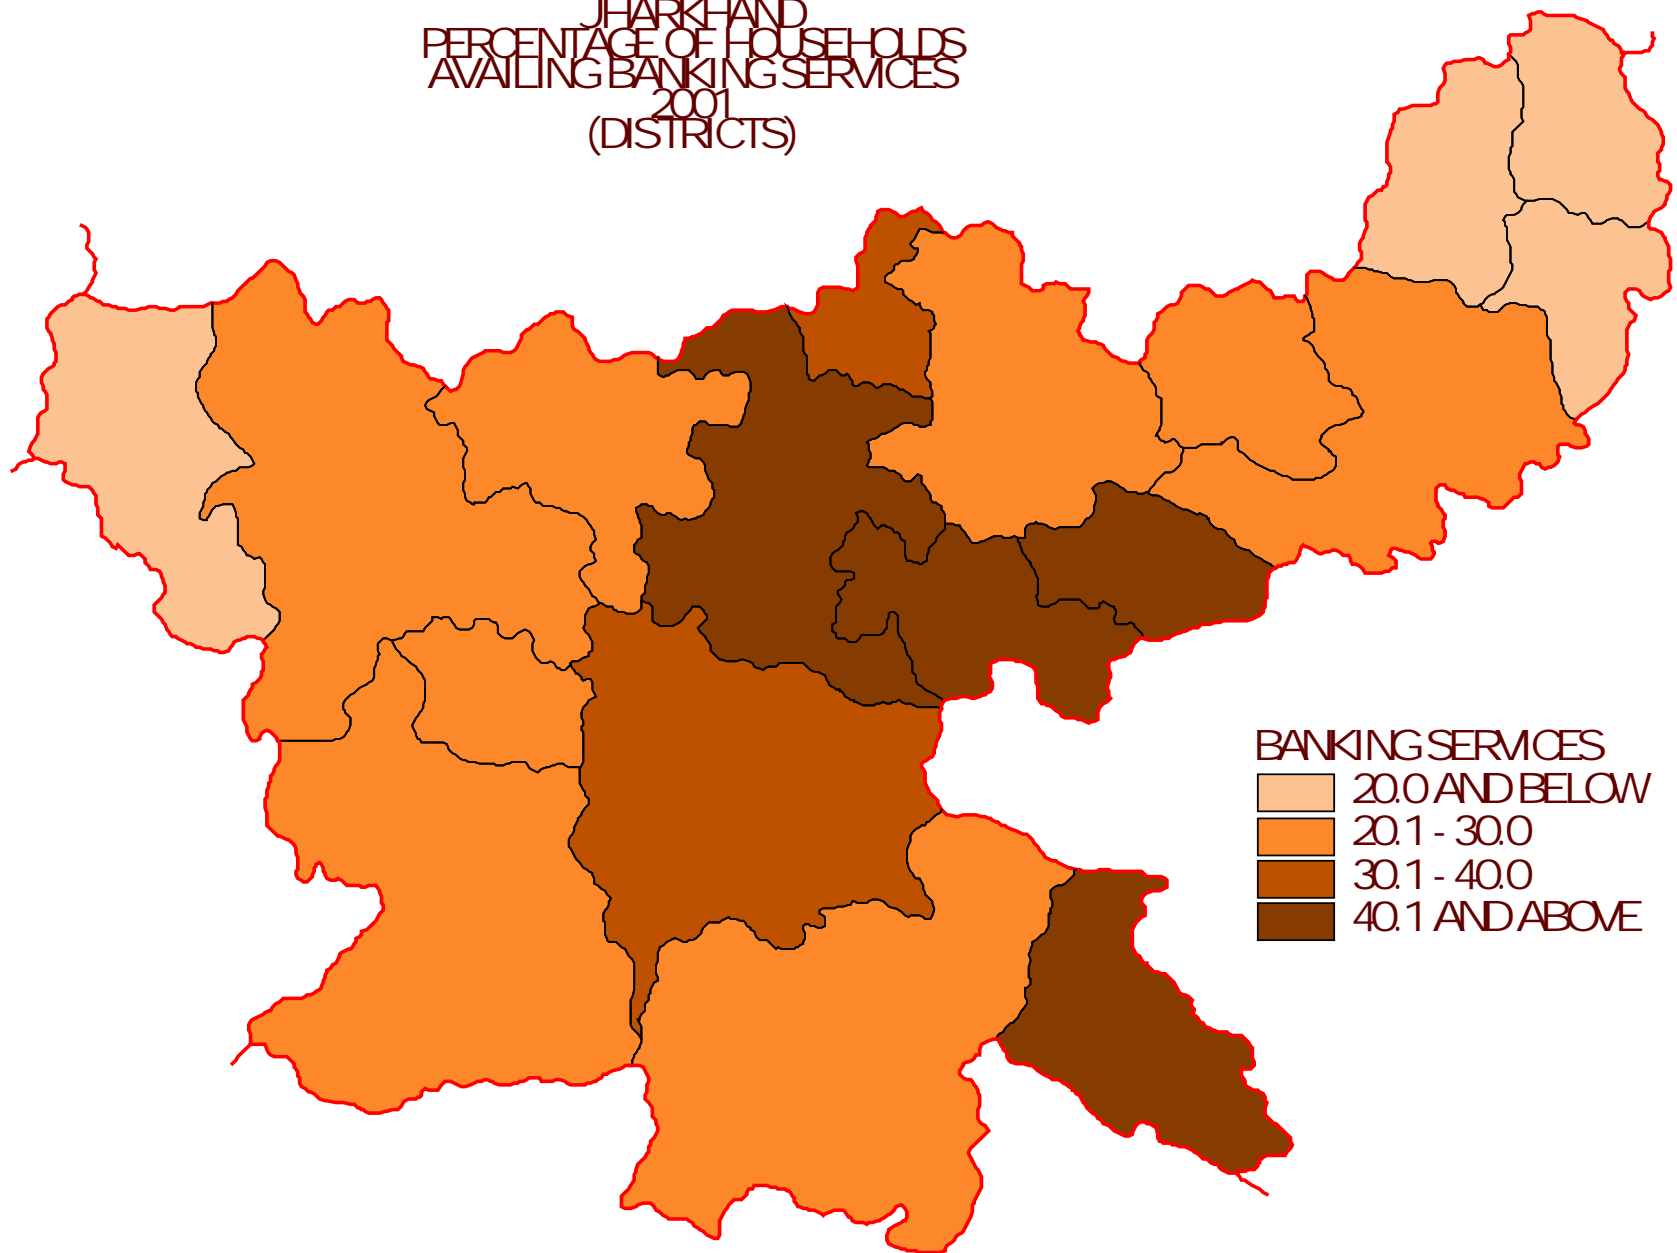 JHARKHAND
PERCENTAGE OF HOUSEHOLDS
AVAILING BANKING SERVICES
2001
(DISTRICTS)
BANKING SERVICES
20.0 AND BELOW
20.1 - 30.0
30.1 - 40.0
40.1 AND ABOVE